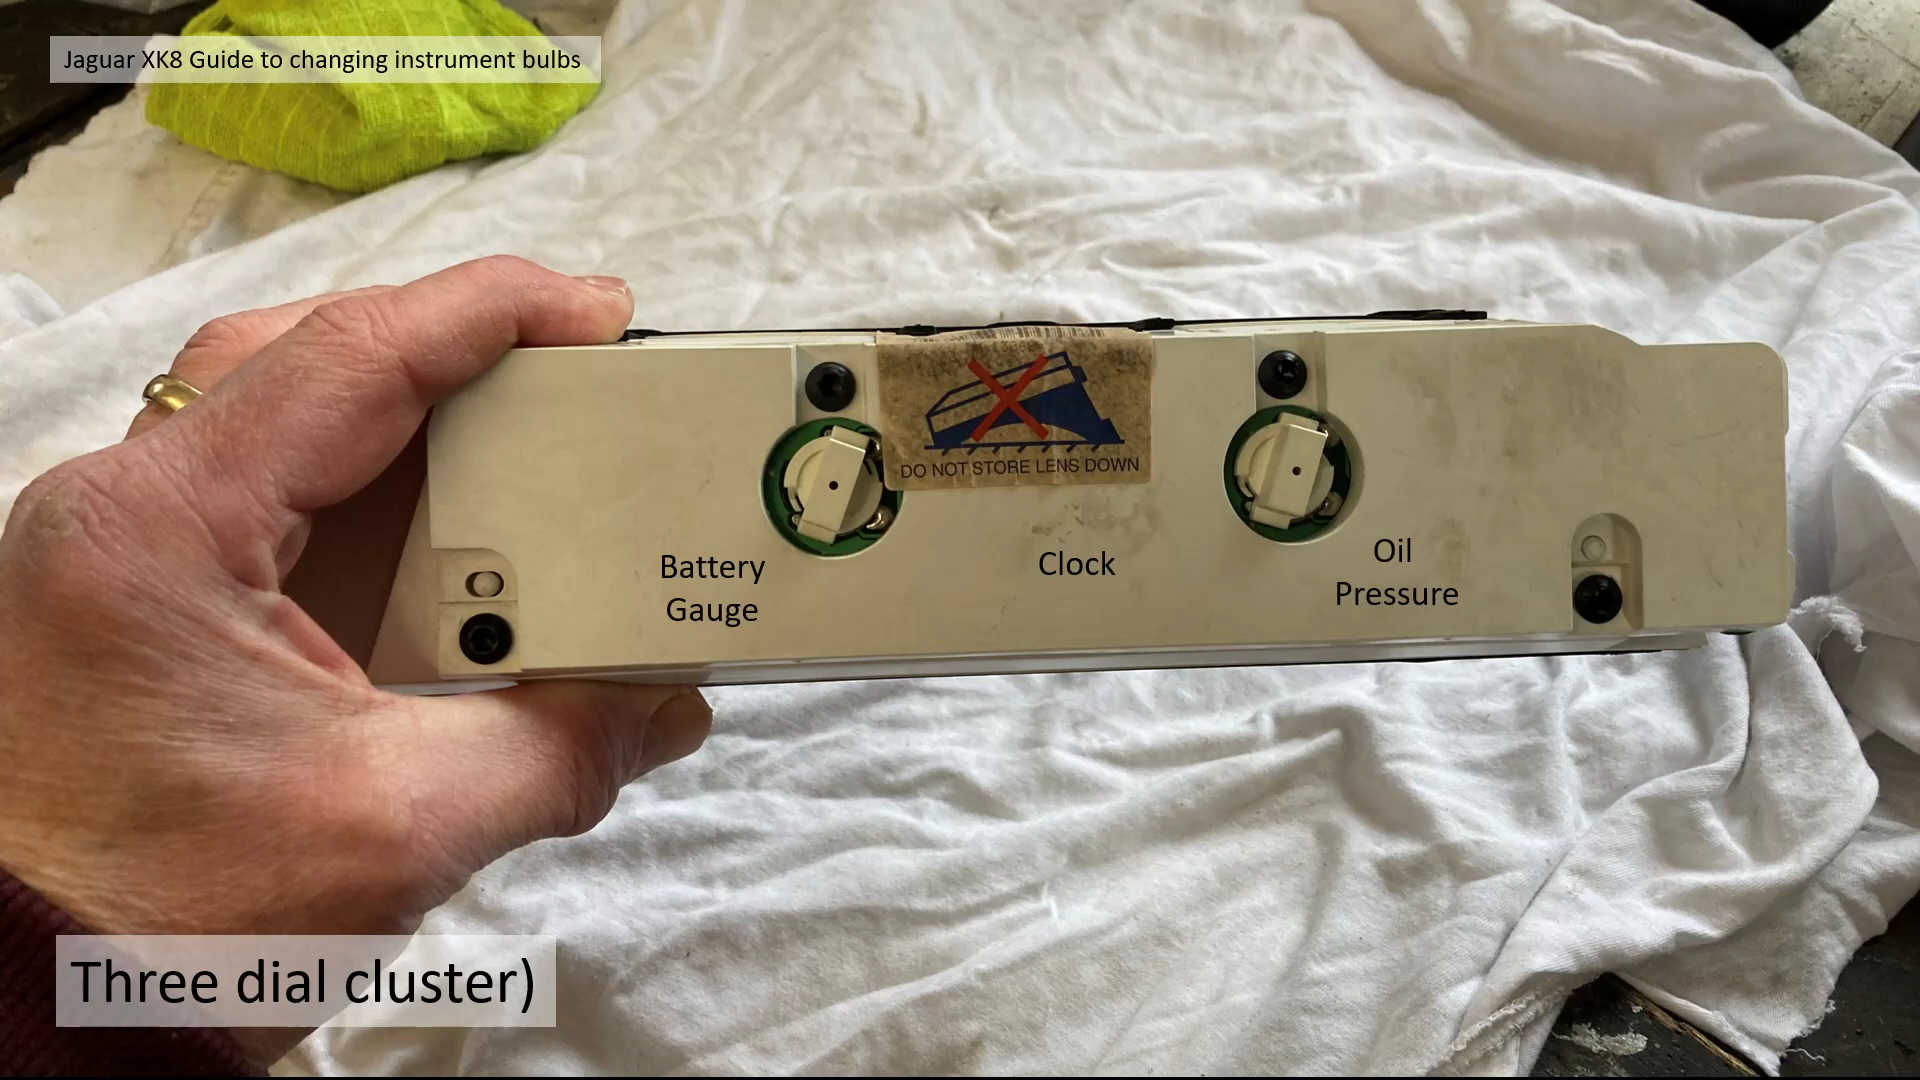 Jaguar XK8 Guide to changing instrument bulbs
DO NOT STORE LENS DOWN
Battery
Gauge
Clock
Oil
Pressure
Three dial cluster)